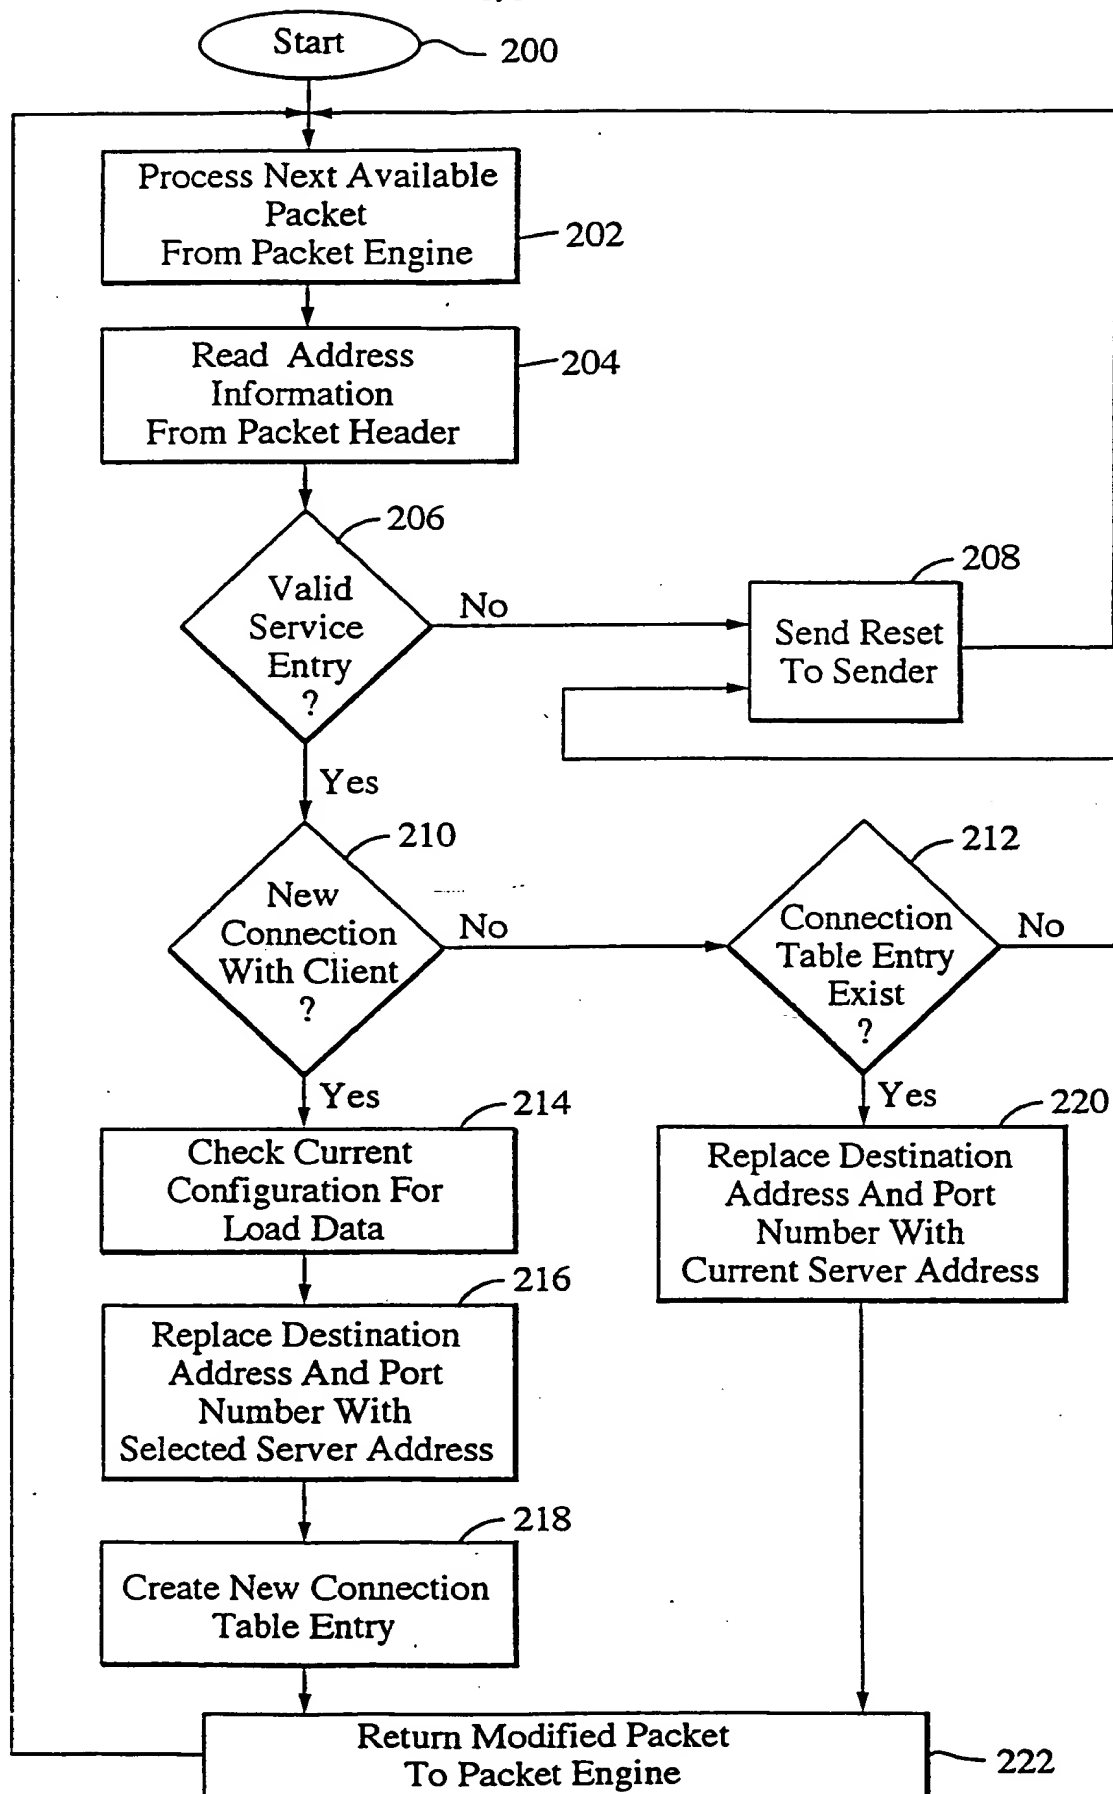 Start
200
Process Next Available
Packet
From Packet Engine
202
Read Address
Information
From Packet Header
204
206
Valid
Service
Entry
?
No
208
Send Reset
To Sender
Yes
210
New
Connection
With Client
?
No
212
Connection
Table Entry
Exist
?
No
Yes
214
Check Current
Configuration For
Load Data
Yes
220
Replace Destination
Address And Port
Number With
Current Server Address
216
Replace Destination
Address And Port
Number With
Selected Server Address
218
Create New Connection
Table Entry
Return Modified Packet
To Packet Engine
222